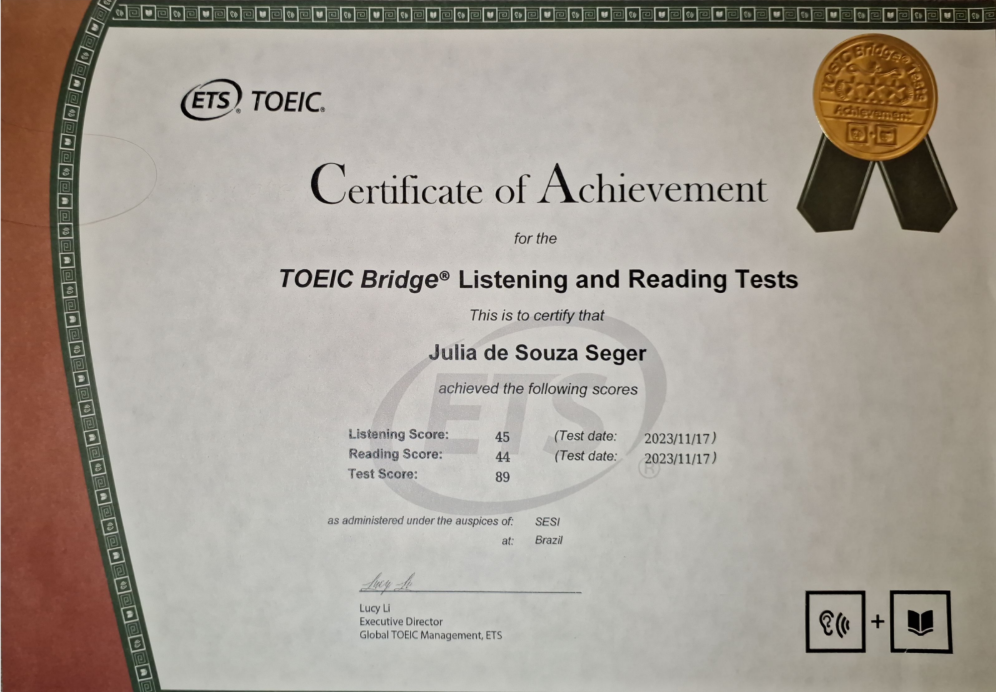 ETS® TOEIC®
TOEIC Bridge® Tests
Achievement
Certificate of Achievement
for the
TOEIC Bridge® Listening and Reading Tests
This is to certify that
Julia de Souza Seger
achieved the following scores
ETS®
Listening Score: 45 (Test date: 2023/11/17)
Reading Score: 44 (Test date: 2023/11/17)
Test Score: 89
as administered under the auspices of: SESI
at: Brazil
Lucy Li
Lucy Li
Executive Director
Global TOEIC Management, ETS